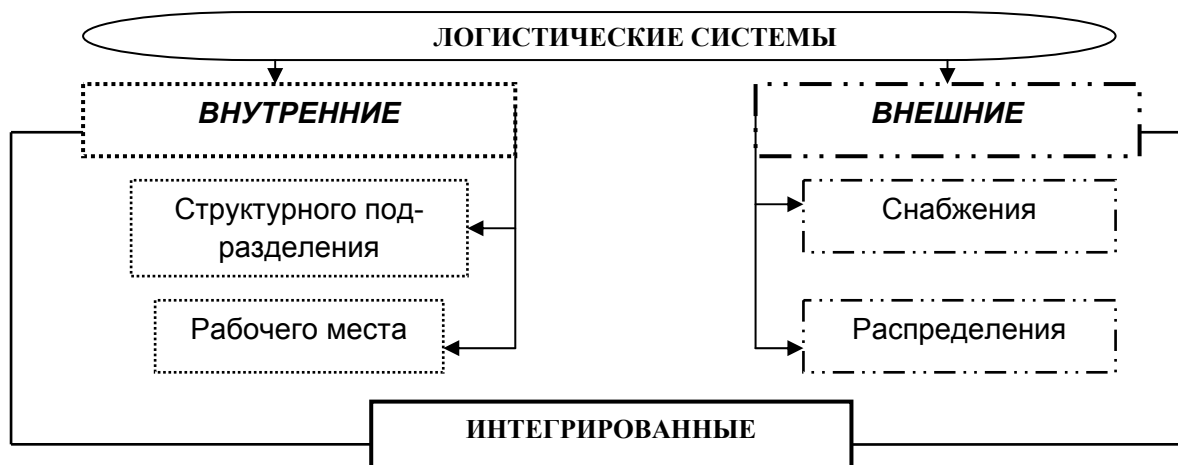 ЛОГИСТИЧЕСКИЕ СИСТЕМЫ
ВНУТРЕННИЕ
ВНЕШНИЕ
Структурного под-
разделения
Снабжения
Рабочего места
Распределения
ИНТЕГРИРОВАННЫЕ